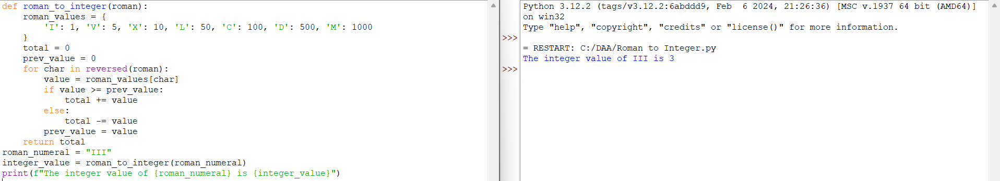 def roman_to_integer(roman):
    roman_values = {
        'I': 1, 'V': 5, 'X': 10, 'L': 50, 'C': 100, 'D': 500, 'M': 1000
    }
    total = 0
    prev_value = 0
    for char in reversed(roman):
        value = roman_values[char]
        if value >= prev_value:
            total += value
        else:
            total -= value
        prev_value = value
    return total
roman_numeral = "III"
integer_value = roman_to_integer(roman_numeral)
print(f"The integer value of {roman_numeral} is {integer_value}")
Python 3.12.2 (tags/v3.12.2:6abddd9, Feb  6 2024, 21:26:36) [MSC v.1937 64 bit (AMD64)]
on win32
Type "help", "copyright", "credits" or "license()" for more information.
>>>
= RESTART: C:/DAA/Roman to Integer.py
The integer value of III is 3
>>>